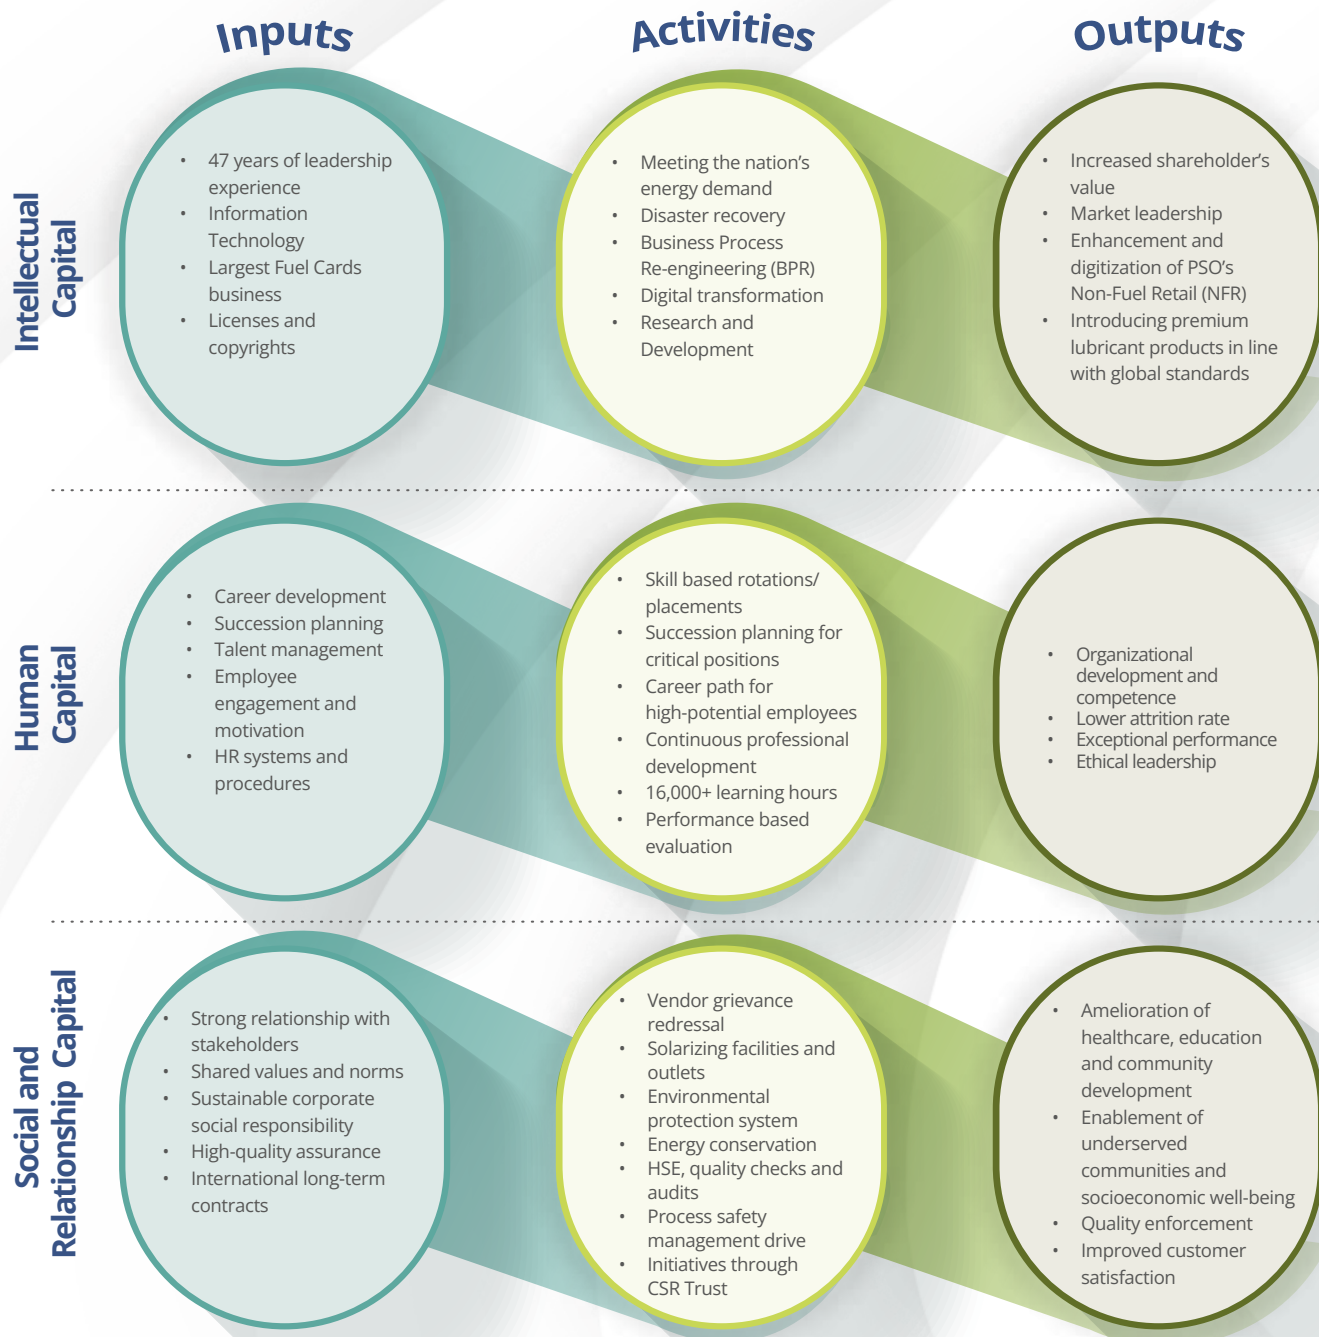 Inputs
Activities
Outputs
Intellectual
Capital
• 47 years of leadership
experience
• Information
Technology
• Largest Fuel Cards
business
• Licenses and
copyrights
• Meeting the nation’s
energy demand
• Disaster recovery
• Business Process
Re-engineering (BPR)
• Digital transformation
• Research and
Development
• Increased shareholder’s
value
• Market leadership
• Enhancement and
digitization of PSO’s
Non-Fuel Retail (NFR)
• Introducing premium
lubricant products in line
with global standards
Human
Capital
• Career development
• Succession planning
• Talent management
• Employee
engagement and
motivation
• HR systems and
procedures
• Skill based rotations/
placements
• Succession planning for
critical positions
• Career path for
high-potential employees
• Continuous professional
development
• 16,000+ learning hours
• Performance based
evaluation
• Organizational
development and
competence
• Lower attrition rate
• Exceptional performance
• Ethical leadership
Social and
Relationship Capital
• Strong relationship with
stakeholders
• Shared values and norms
• Sustainable corporate
social responsibility
• High-quality assurance
• International long-term
contracts
• Vendor grievance
redressal
• Solarizing facilities and
outlets
• Environmental
protection system
• Energy conservation
• HSE, quality checks and
audits
• Process safety
management drive
• Initiatives through
CSR Trust
• Amelioration of
healthcare, education
and community
development
• Enablement of
underserved
communities and
socioeconomic well-being
• Quality enforcement
• Improved customer
satisfaction